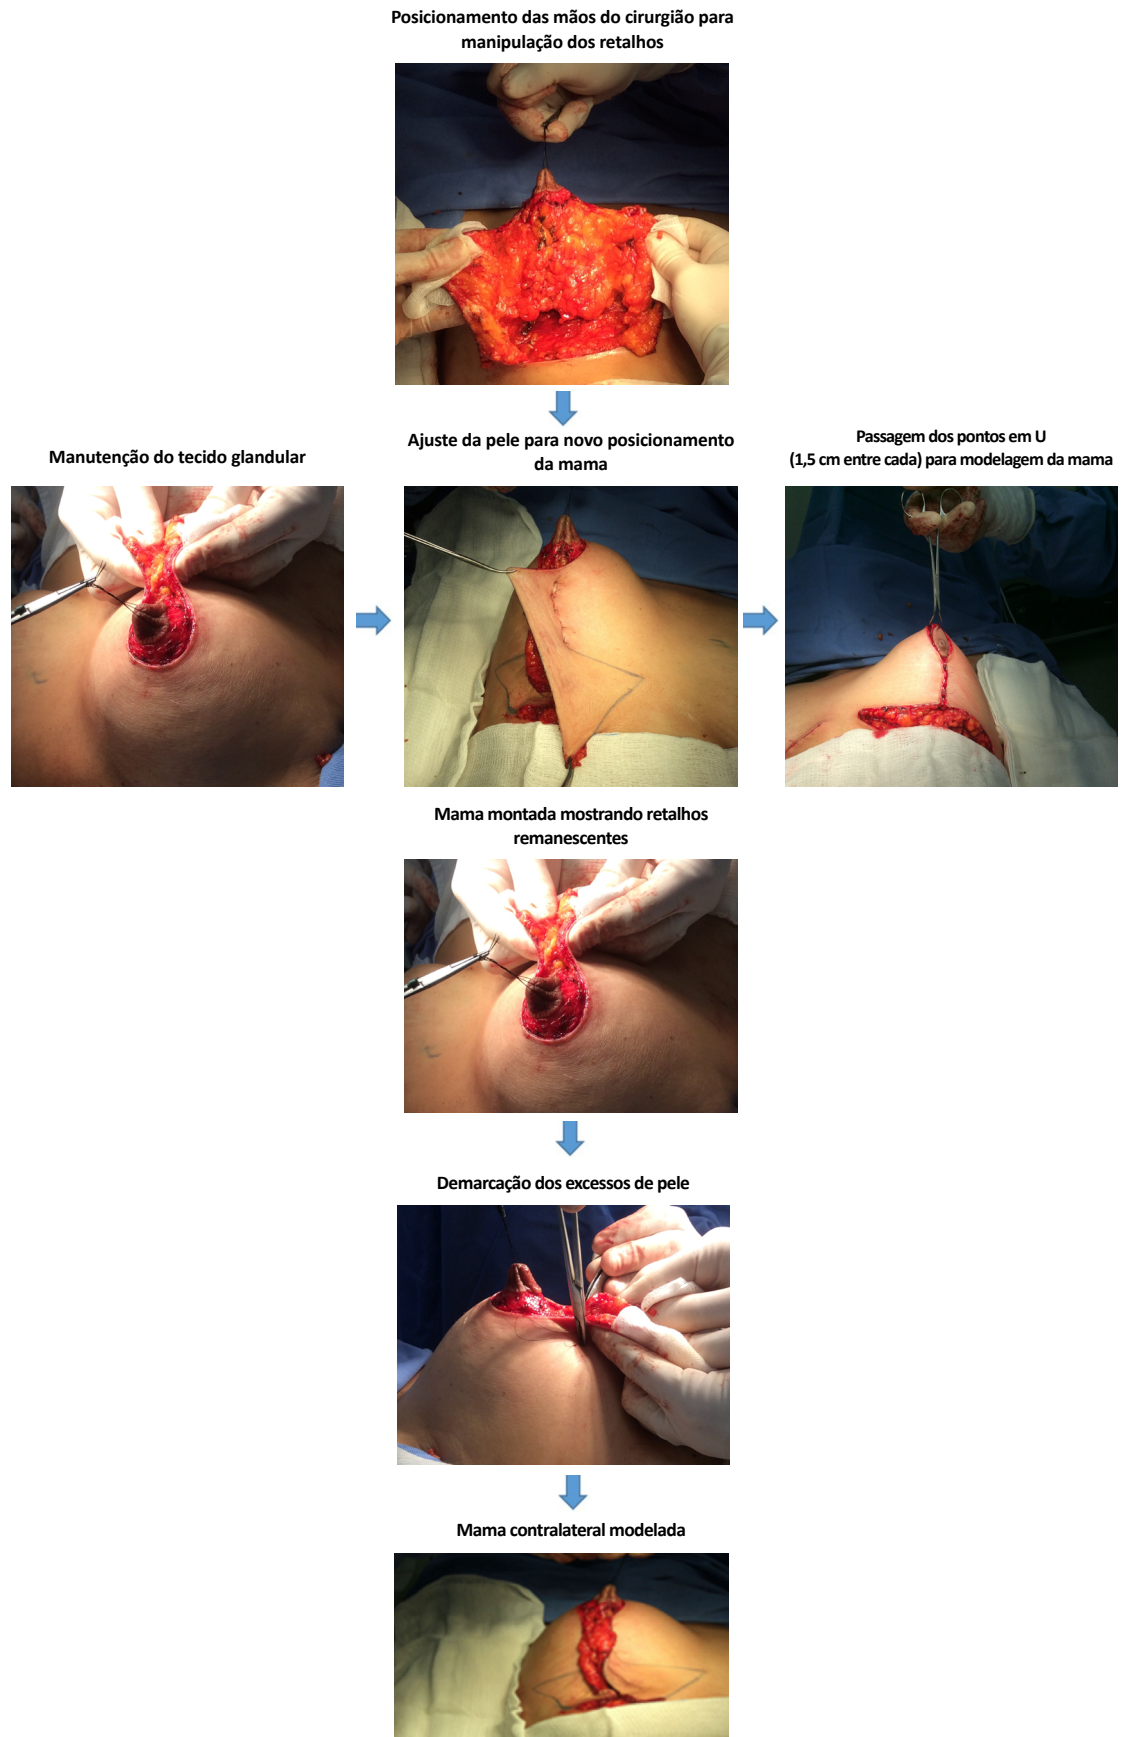 Posicionamento das mãos do cirurgião para
manipulação dos retalhos
Manutenção do tecido glandular
Ajuste da pele para novo posicionamento
da mama
Passagem dos pontos em U
(1,5 cm entre cada) para modelagem da mama
Mama montada mostrando retalhos
remanescentes
Demarcação dos excessos de pele
Mama contralateral modelada